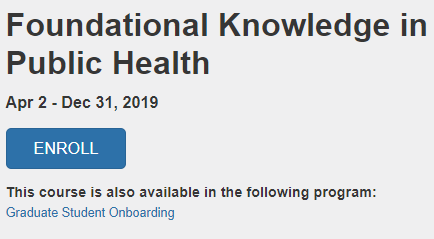 Foundational Knowledge in
Public Health
Apr 2 - Dec 31, 2019
ENROLL
This course is also available in the following program:
Graduate Student Onboarding